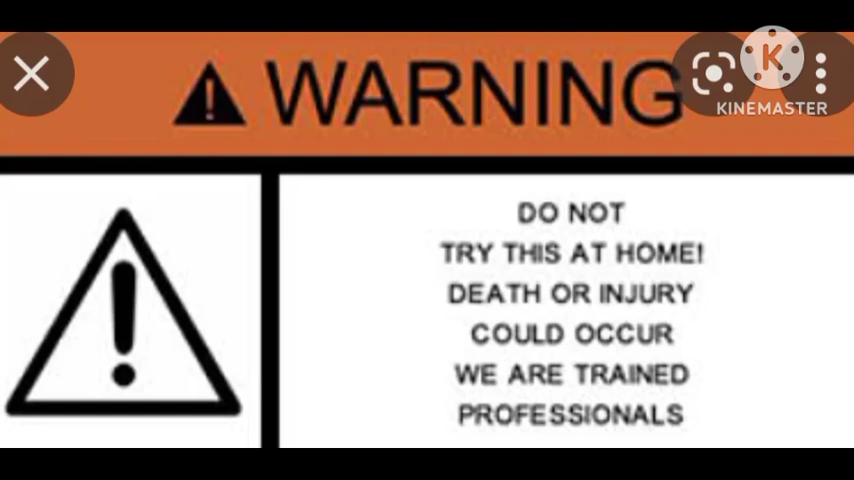 WARNING
K
KINEMASTER
DO NOT
TRY THIS AT HOME!
DEATH OR INJURY
COULD OCCUR
WE ARE TRAINED
PROFESSIONALS